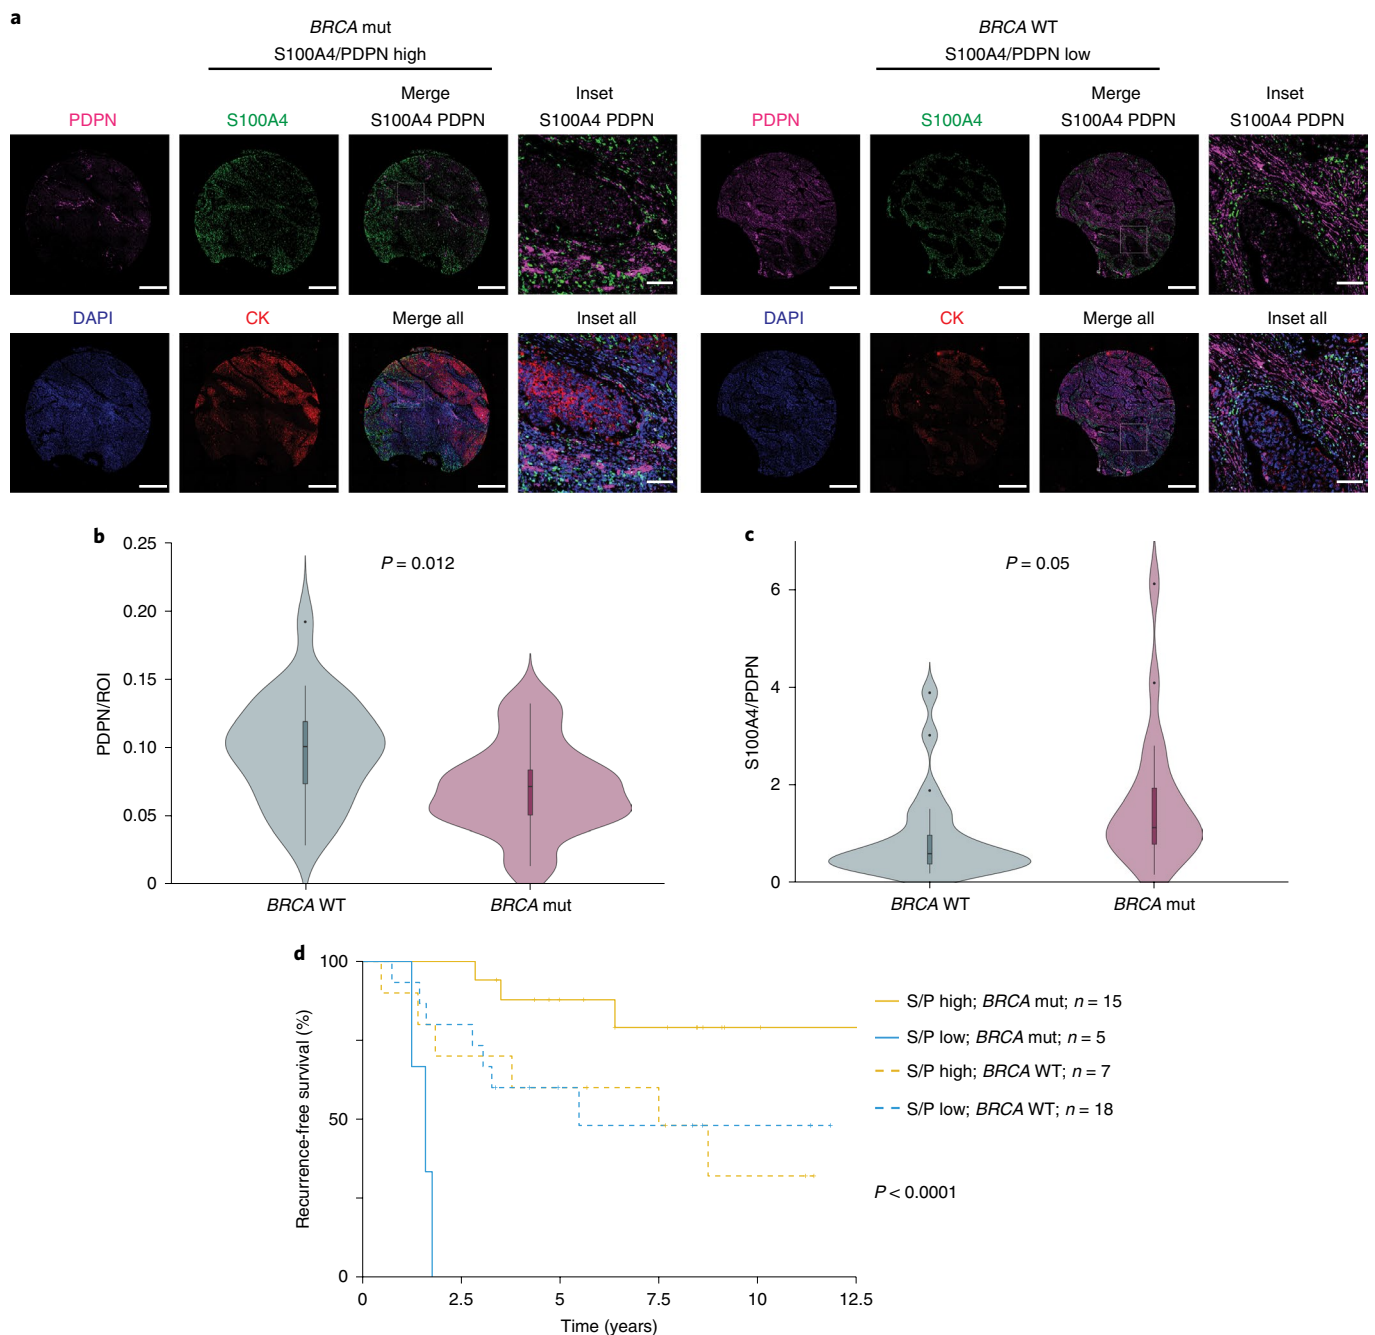 a
BRCA mut
S100A4/PDPN high
BRCA WT
S100A4/PDPN low
PDPN
S100A4
Merge
S100A4 PDPN
Inset
S100A4 PDPN
PDPN
S100A4
Merge
S100A4 PDPN
Inset
S100A4 PDPN
DAPI
CK
Merge all
Inset all
DAPI
CK
Merge all
Inset all
b
P = 0.012
PDPN/ROI
0.25
0.20
0.15
0.10
0.05
0
BRCA WT
BRCA mut
c
P = 0.05
S100A4/PDPN
6
4
2
0
BRCA WT
BRCA mut
d
Recurrence-free survival (%)
100
50
0
0
2.5
5
7.5
10
12.5
Time (years)
S/P high; BRCA mut; n = 15
S/P low; BRCA mut; n = 5
S/P high; BRCA WT; n = 7
S/P low; BRCA WT; n = 18
P < 0.0001